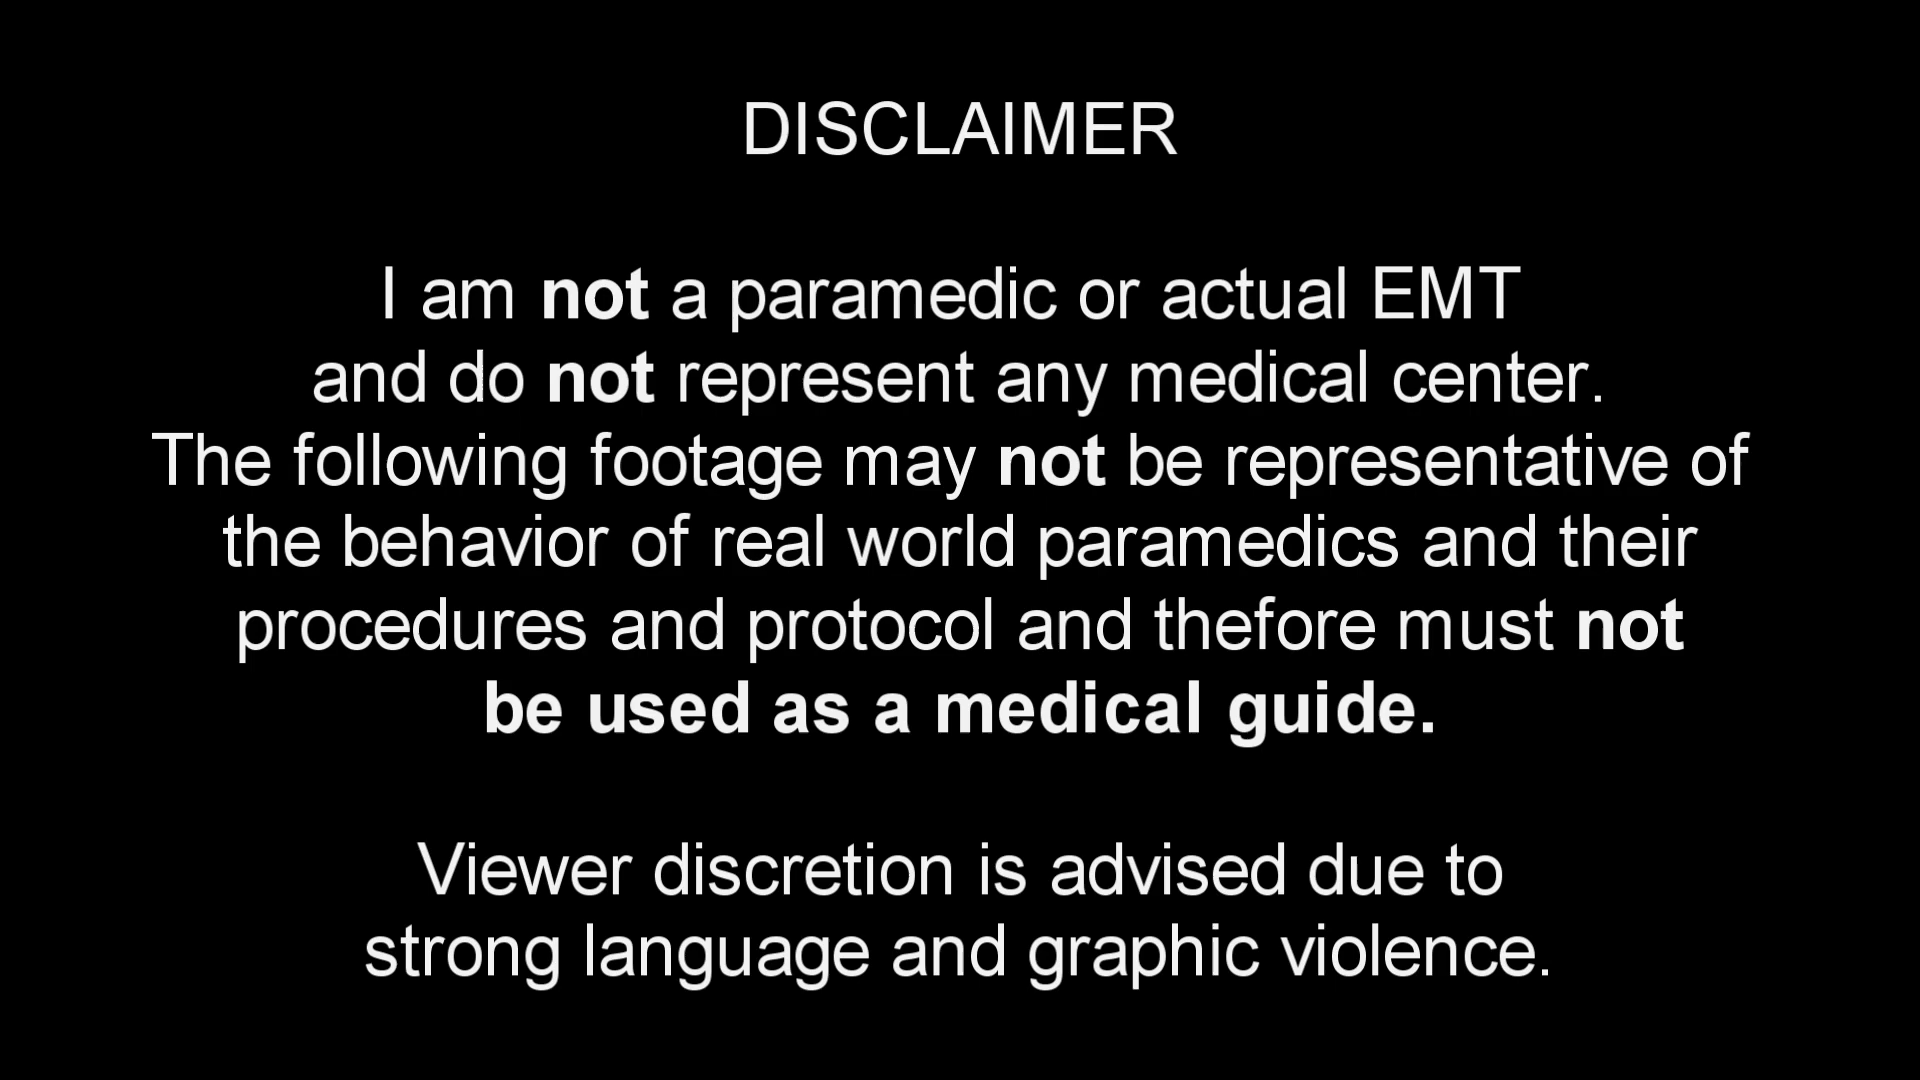 DISCLAIMER
I am not a paramedic or actual EMT
and do not represent any medical center.
The following footage may not be representative of
the behavior of real world paramedics and their
procedures and protocol and thefore must not
be used as a medical guide.
Viewer discretion is advised due to
strong language and graphic violence.